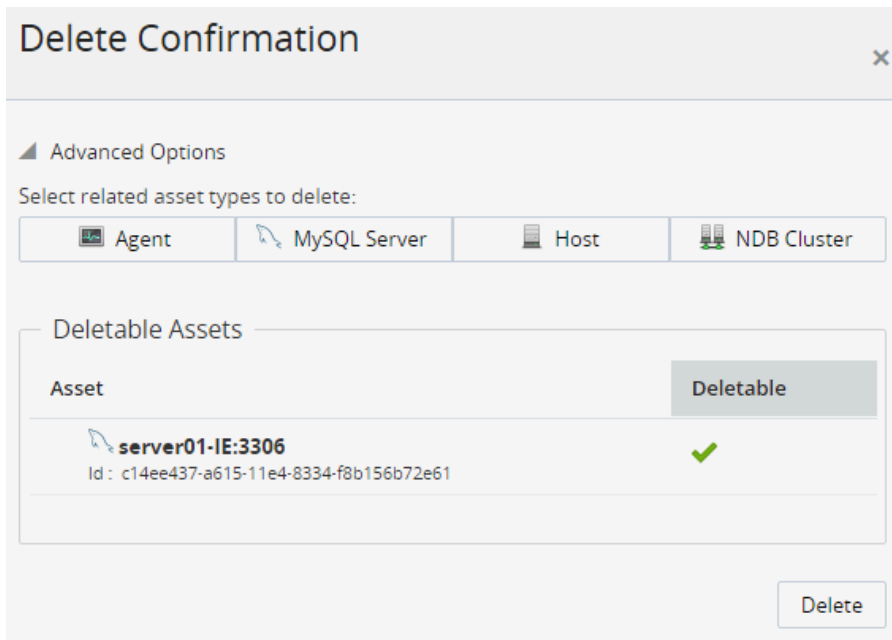 Delete Confirmation
×
Advanced Options
Select related asset types to delete:
Agent MySQL Server Host NDB Cluster
Deletable Assets
Asset Deletable
server01-IE:3306
Id : c14ee437-a615-11e4-8334-f8b156b72e61
Delete